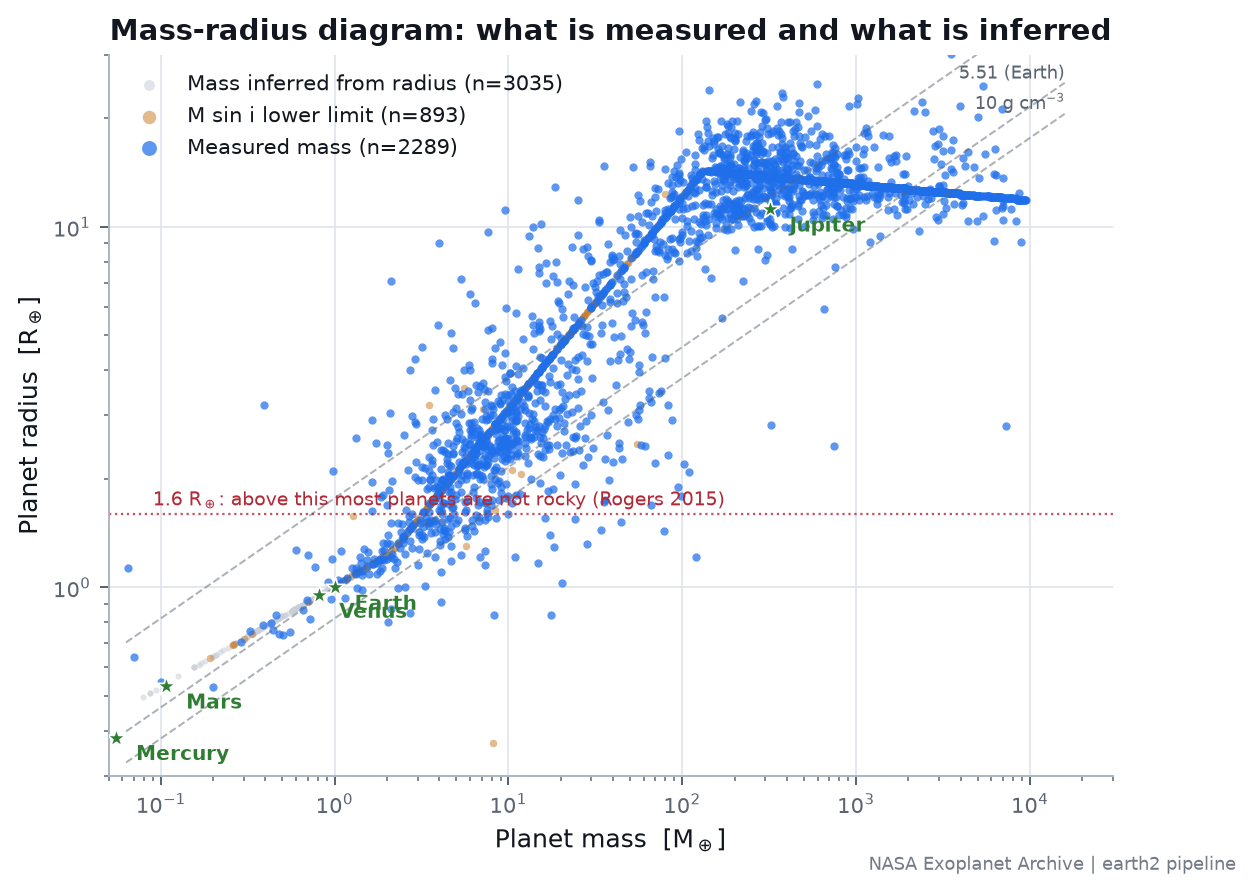 Mass-radius diagram: what is measured and what is inferred
Mass inferred from radius (n=3035)
M sin i lower limit (n=893)
Measured mass (n=2289)
5.51 (Earth)
10 g cm⁻³
Jupiter
1.6 R⊕: above this most planets are not rocky (Rogers 2015)
Earth
Venus
Mars
Mercury
10¹
10⁰
Planet radius [R⊕]
10⁻¹ 10⁰ 10¹ 10² 10³ 10⁴
Planet mass [M⊕]
NASA Exoplanet Archive | earth2 pipeline